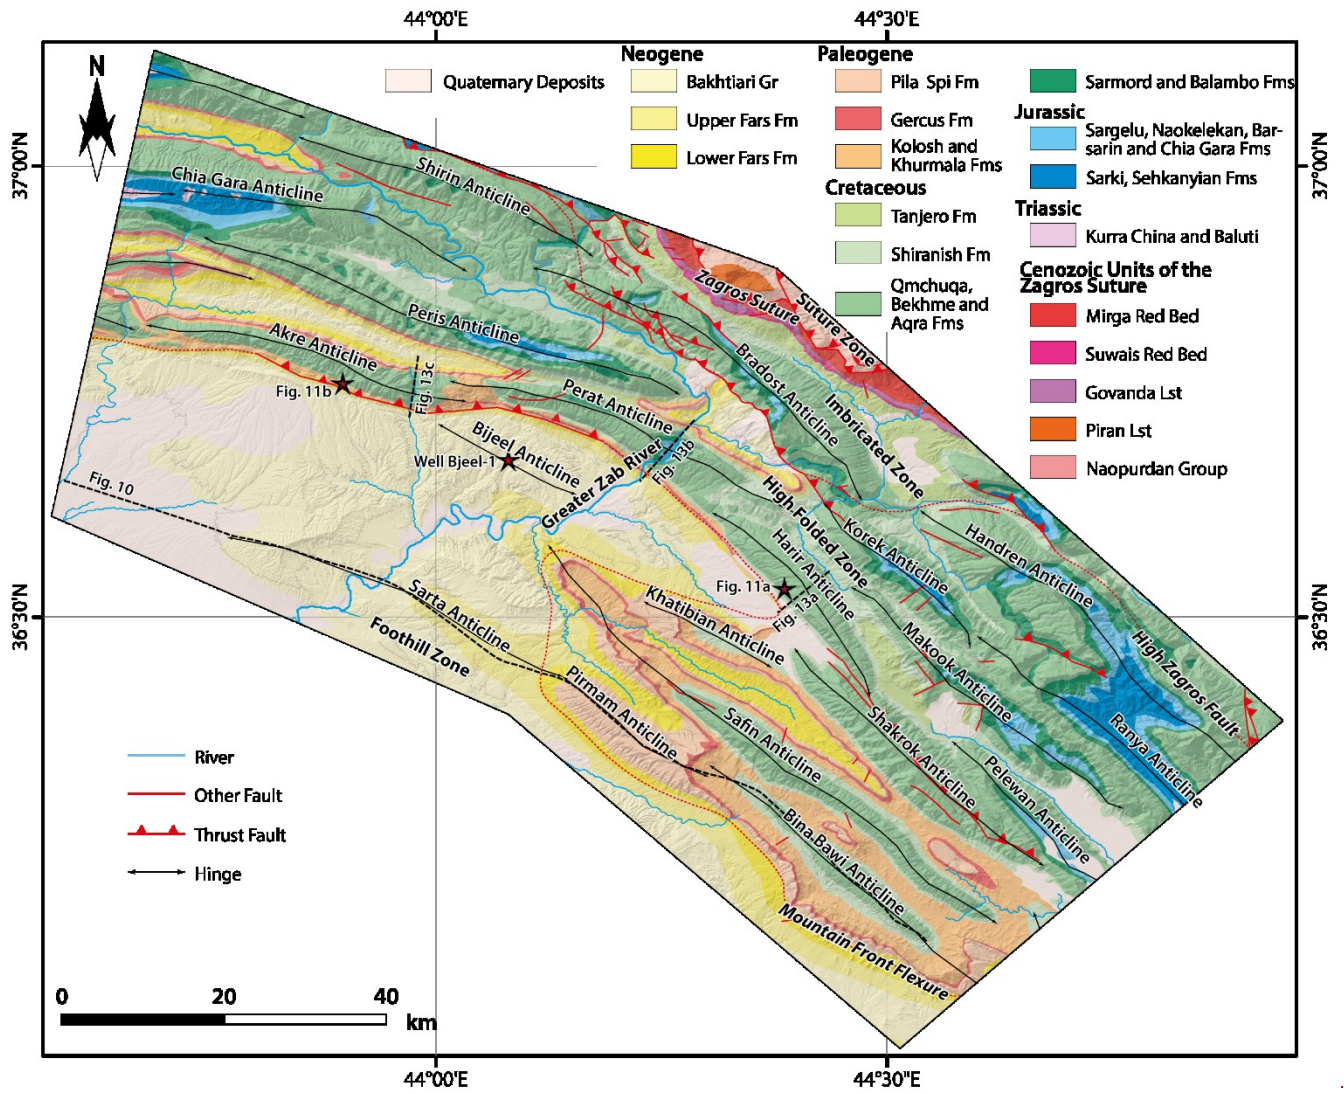 44°00'E
44°30'E
N
Neogene
Paleogene
Quaternary Deposits
Bakhtiari Gr
Pila Spi Fm
Sarmord and Balambo Fms
Upper Fars Fm
Gercus Fm
Jurassic
Lower Fars Fm
Kolosh and
Khurmala Fms
Sargelu, Naokelekan, Bar-
sarin and Chia Gara Fms
Sarki, Sehkanyian Fms
Cretaceous
Tanjero Fm
Triassic
Shiranish Fm
Kurra China and Baluti
Qmchuqa,
Bekhme and
Aqra Fms
Cenozoic Units of the
Zagros Suture
Mirga Red Bed
Suwais Red Bed
Govanda Lst
Piran Lst
Naopurdan Group
37°00'N
37°00'N
Shirin Anticline
Chia Gara Anticline
Zagros Suture
Suture Zone
Peris Anticline
Akre Anticline
Fig. 11b
Fig. 13c
Bradost Anticline
Imbricated Zone
Perat Anticline
Bijeel Anticline
Well Bjeel-1
Greater Zab River
Fig. 13b
Fig. 10
High Folded Zone
Korek Anticline
Handren Anticline
Harir Anticline
Fig. 11a
Fig. 13a
Khatibian Anticline
Sarta Anticline
Foothill Zone
36°30'N
36°30'N
Makook Anticline
High Zagros Fault
Pirmam Anticline
Safin Anticline
Shakrok Anticline
Ranya Anticline
Pelewan Anticline
Bina Bawi Anticline
Mountain Front Flexure
River
Other Fault
Thrust Fault
Hinge
0
20
40
km
44°00'E
44°30'E